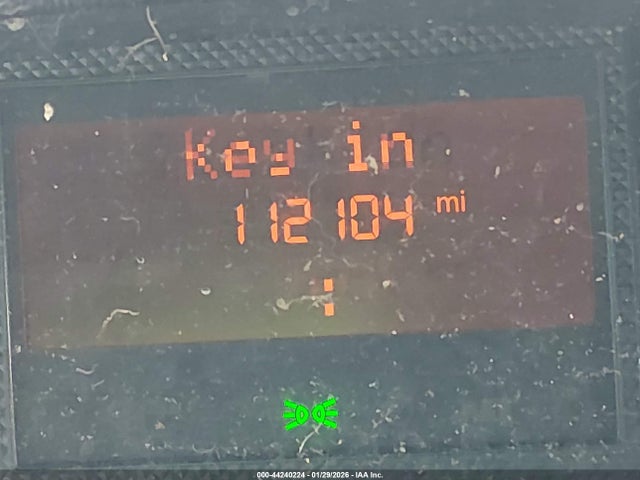 Key in
112104 mi
:
000-44240224 - 01/29/2026 - IAA Inc.